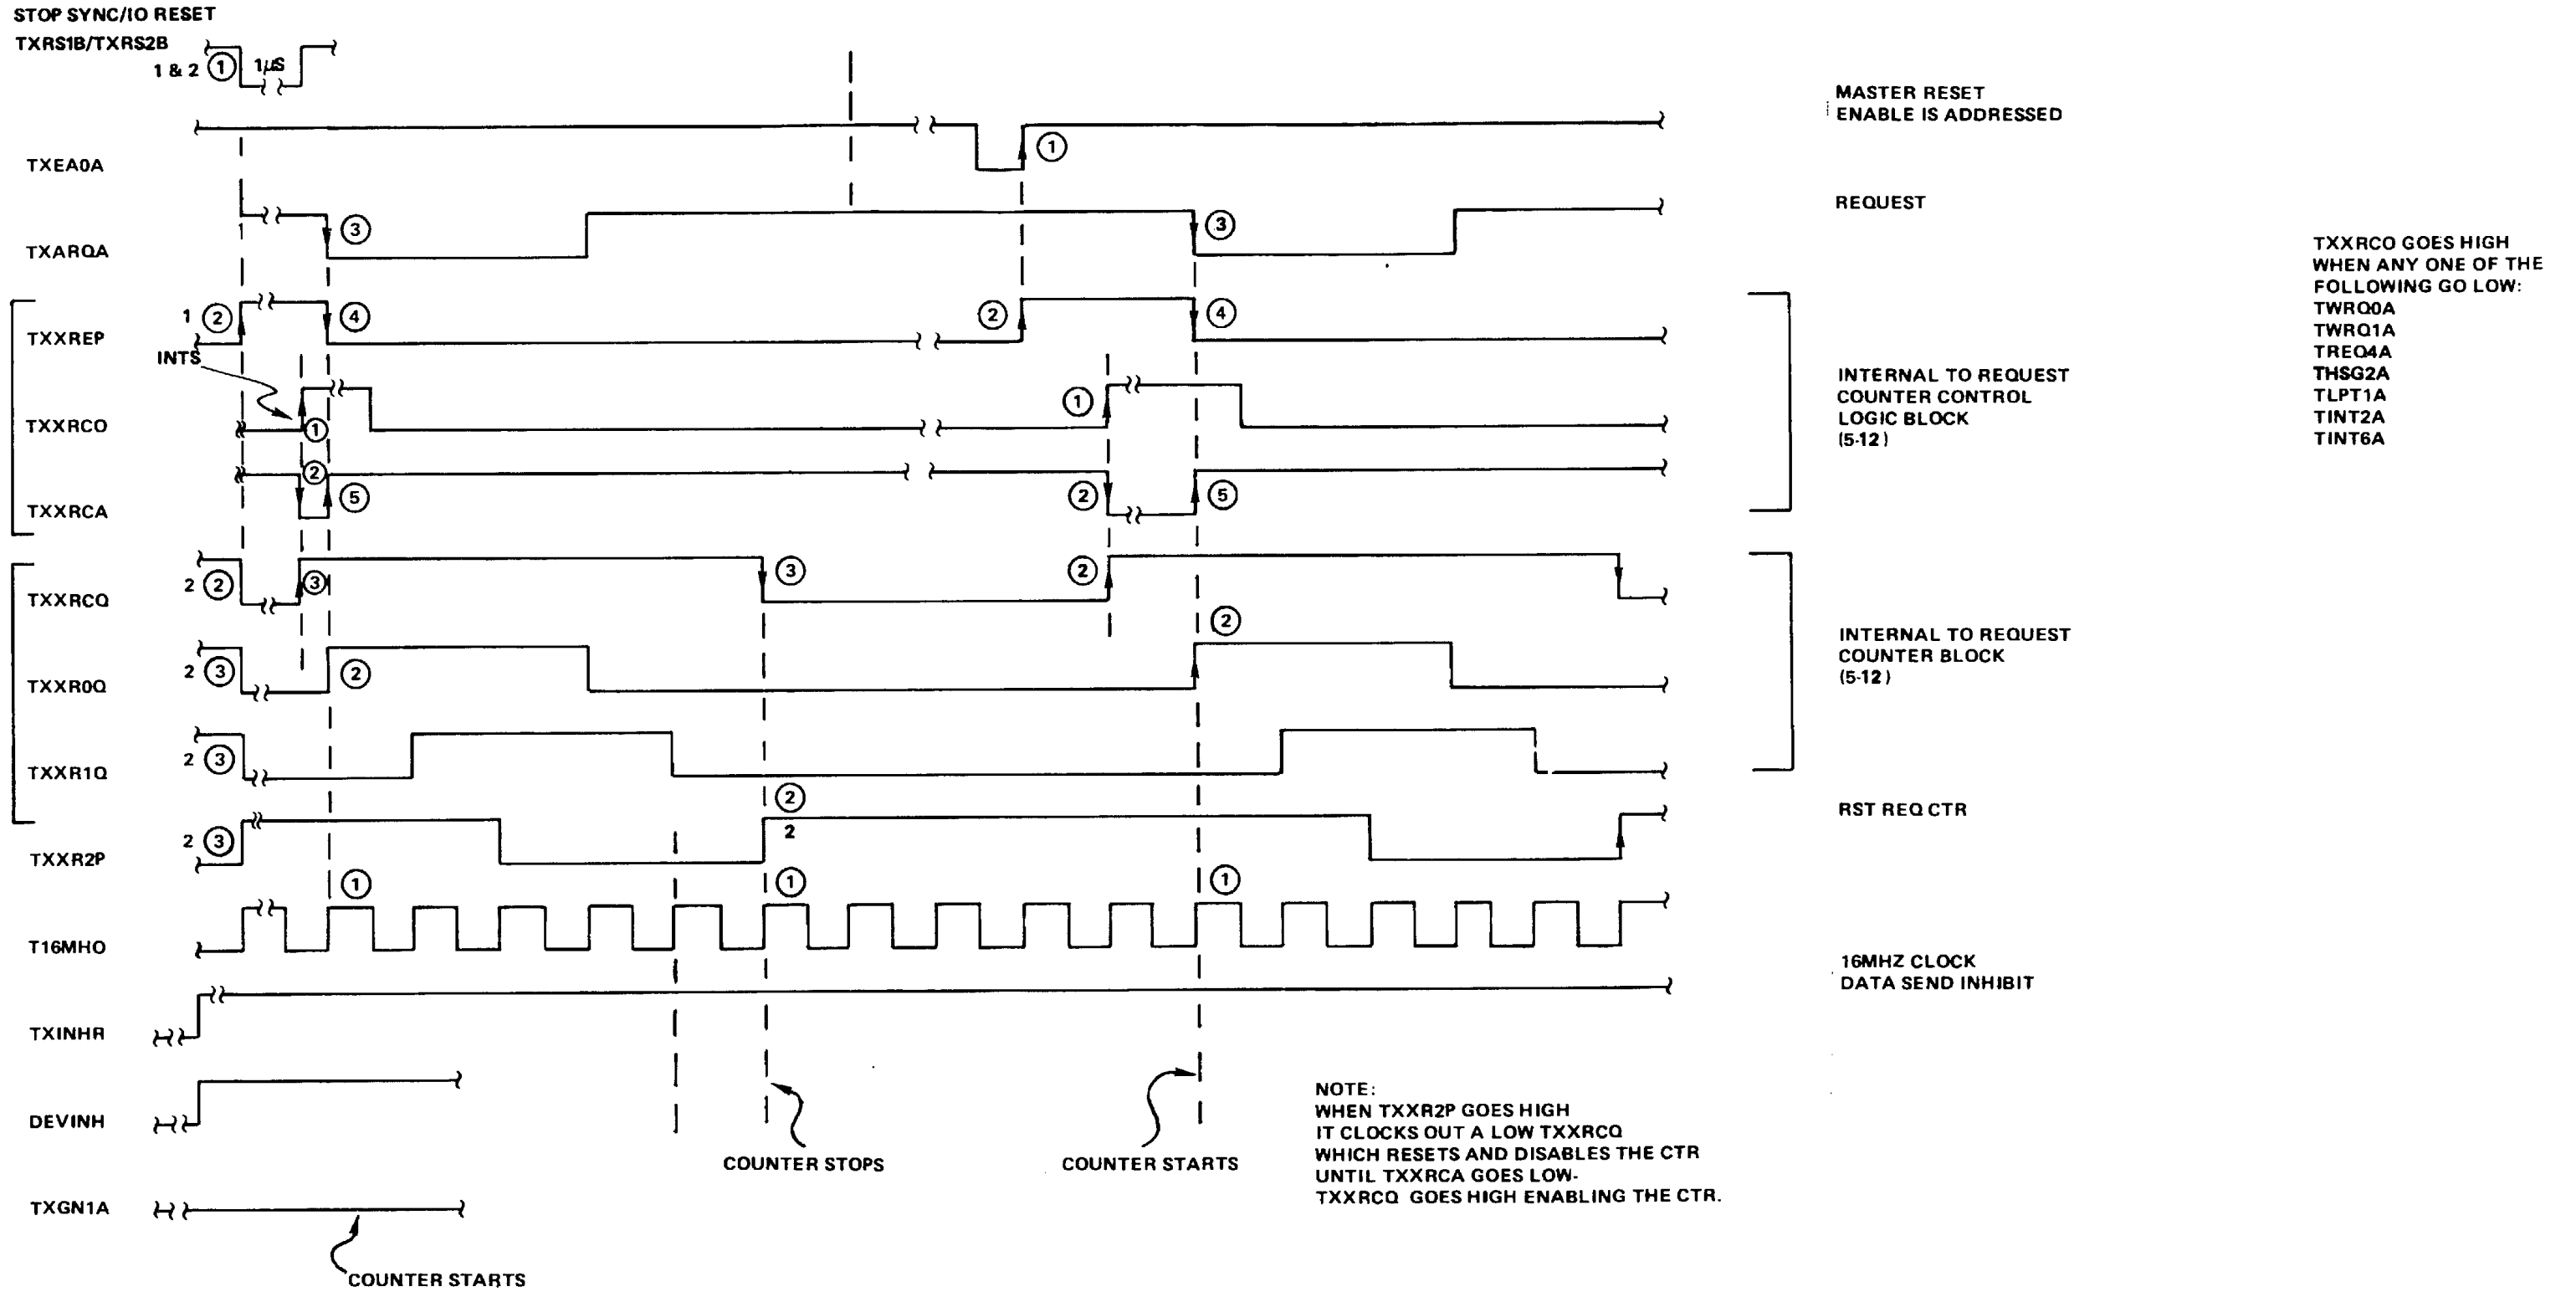 STOP SYNC/IO RESET
TXRS1B/TXRS2B
1 & 2 ① 1µS
MASTER RESET
ENABLE IS ADDRESSED
TXEA0A
①
REQUEST
TXARQA
③
③
TXXREP
1 ②
④
②
④
INTS
TXXRCO
①
①
TXXRCA
②
⑤
②
⑤
INTERNAL TO REQUEST
COUNTER CONTROL
LOGIC BLOCK
(5-12)
TXXRCO GOES HIGH
WHEN ANY ONE OF THE
FOLLOWING GO LOW:
TWRQ0A
TWRQ1A
TREQ4A
THSG2A
TLPT1A
TINT2A
TINT6A
TXXRCQ
2 ②
③
③
②
TXXR0Q
2 ③
②
②
INTERNAL TO REQUEST
COUNTER BLOCK
(5-12)
TXXR1Q
2 ③
TXXR2P
2 ③
②
2
RST REQ CTR
T16MHO
①
①
①
16MHZ CLOCK
DATA SEND INHIBIT
TXINHR
DEVINH
TXGN1A
COUNTER STARTS
COUNTER STOPS
COUNTER STARTS
NOTE:
WHEN TXXR2P GOES HIGH
IT CLOCKS OUT A LOW TXXRCQ
WHICH RESETS AND DISABLES THE CTR
UNTIL TXXRCA GOES LOW-
TXXRCQ GOES HIGH ENABLING THE CTR.